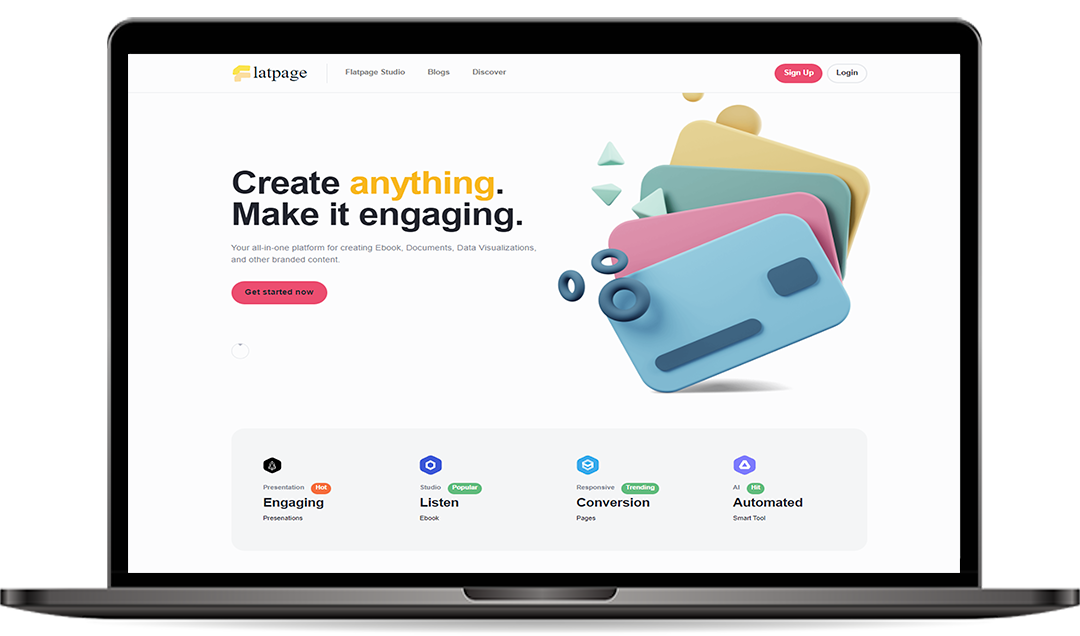 Flatpage
Flatpage Studio
Blogs
Discover
Sign Up
Login
Create anything.
Make it engaging.
Your all-in-one platform for creating Ebook, Documents, Data Visualizations,
and other branded content.
Get started now
Presentation Hot
Engaging
Presenations
Studio Popular
Listen
Ebook
Responsive Trending
Conversion
Pages
AI Hit
Automated
Smart Tool